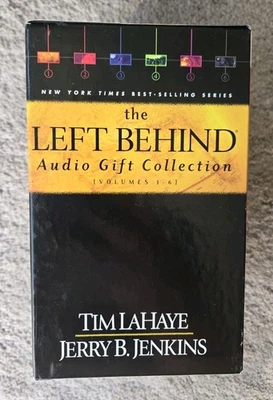 1 2 3 4 5 6
NEW YORK TIMES BEST-SELLING SERIES
the
LEFT BEHIND
Audio Gift Collection
[VOLUMES 1-6]
TIM LAHAYE
JERRY B. JENKINS